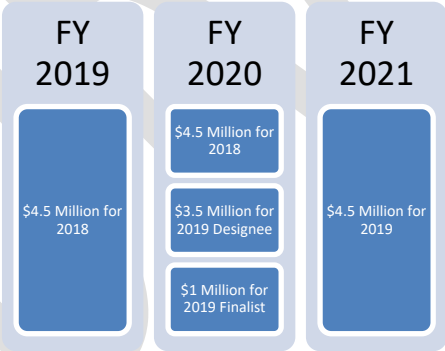 FY
2019
$4.5 Million for
2018
FY
2020
$4.5 Million for
2018
$3.5 Million for
2019 Designee
$1 Million for
2019 Finalist
FY
2021
$4.5 Million for
2019